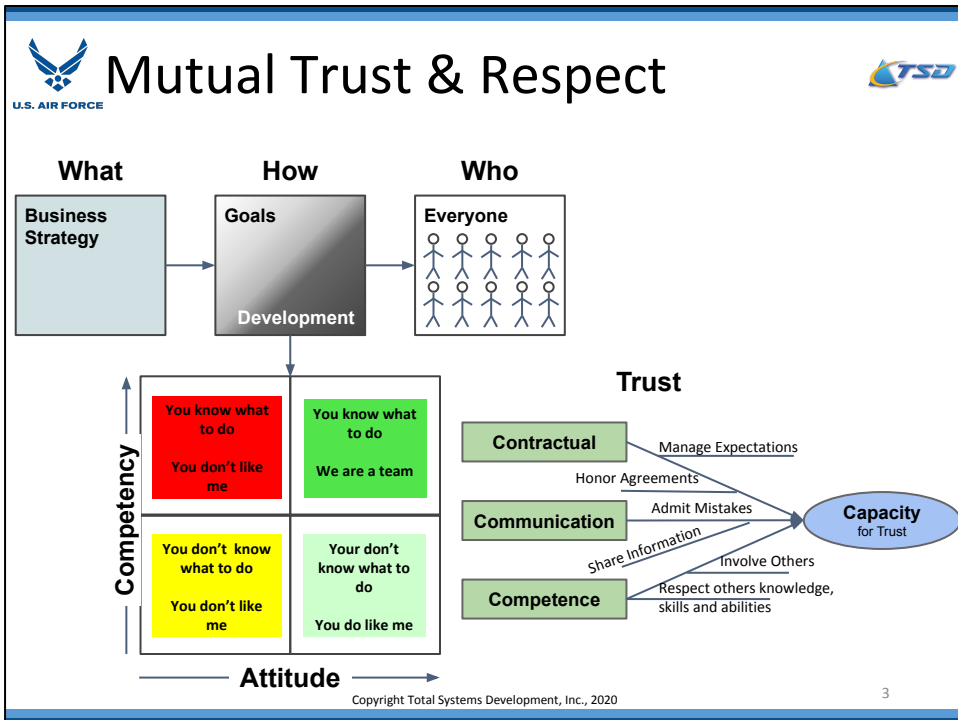 Mutual Trust & Respect
U.S. AIR FORCE
TSD
What
How
Who
Business
Strategy
Goals
Development
Everyone
Competency
You know what
to do
You don't like
me
You know what
to do
We are a team
You don't  know
what to do
You don't like
me
Your don't
know what to
do
You do like me
Attitude
Trust
Contractual
Communication
Competence
Manage Expectations
Honor Agreements
Admit Mistakes
Share Information
Involve Others
Respect others knowledge,
skills and abilities
Capacity
for Trust
Copyright Total Systems Development, Inc., 2020
3